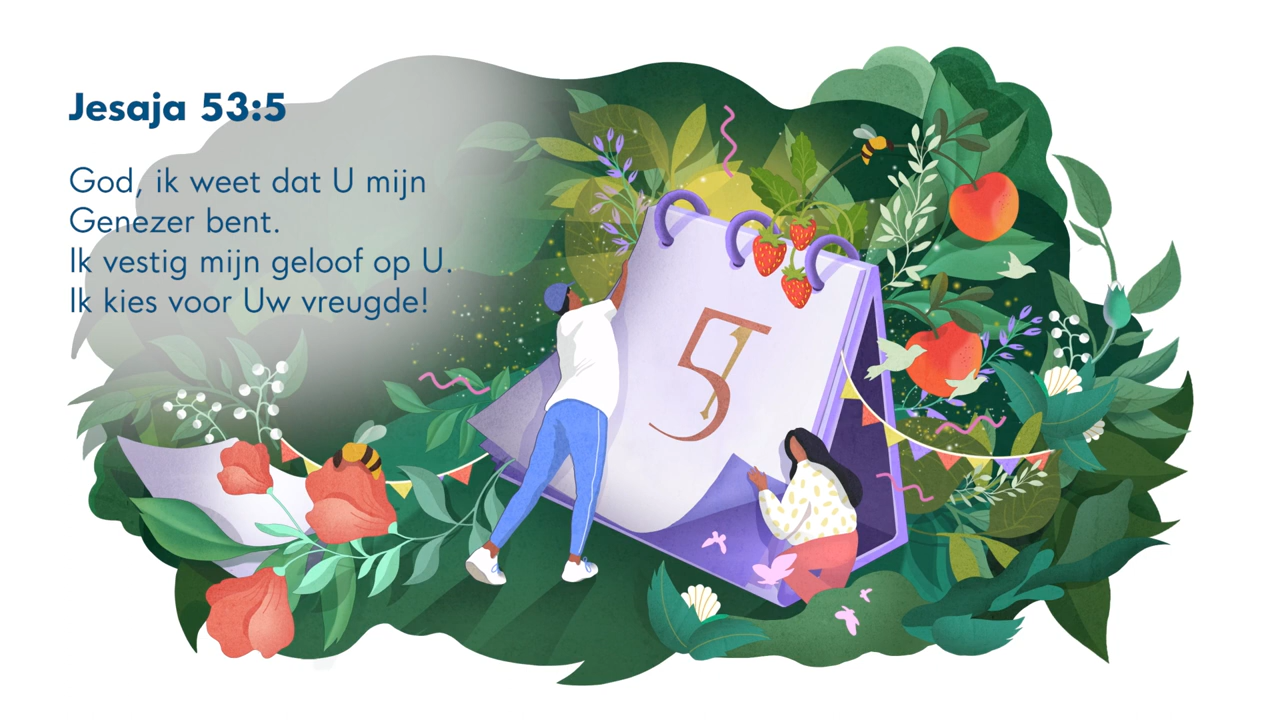 Jesaja 53:5
God, ik weet dat U mijn
Genezer bent.
Ik vestig mijn geloof op U.
Ik kies voor Uw vreugde!
5